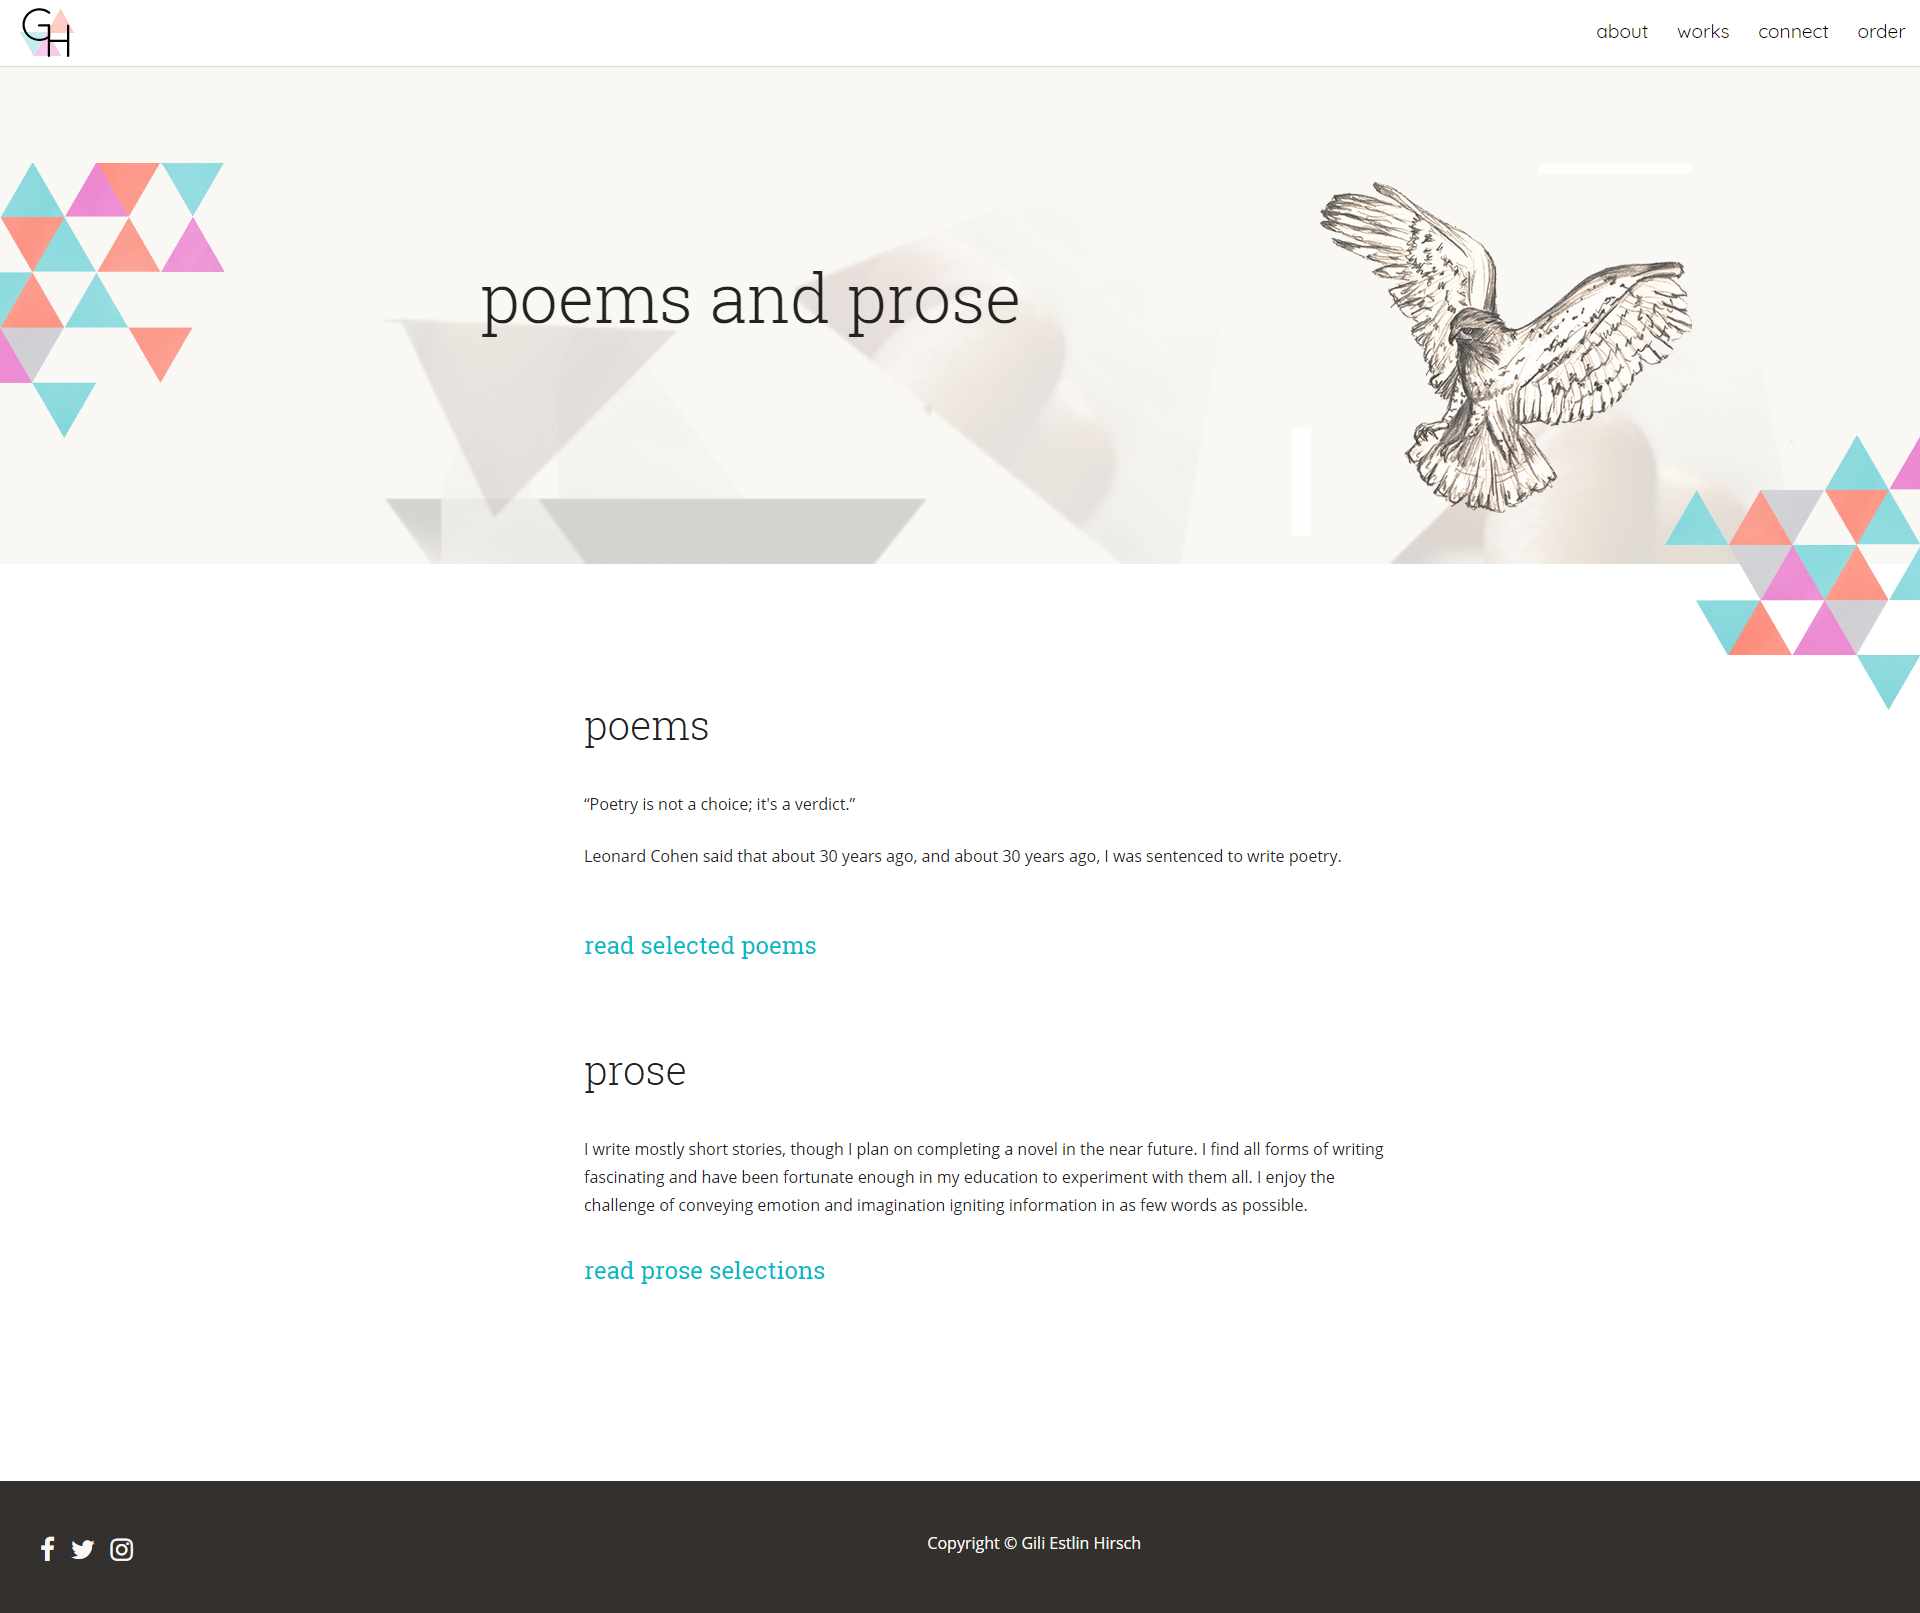 GH
about works connect order
poems and prose
poems
“Poetry is not a choice; it's a verdict.”
Leonard Cohen said that about 30 years ago, and about 30 years ago, I was sentenced to write poetry.
read selected poems
prose
I write mostly short stories, though I plan on completing a novel in the near future. I find all forms of writing
fascinating and have been fortunate enough in my education to experiment with them all. I enjoy the
challenge of conveying emotion and imagination igniting information in as few words as possible.
read prose selections
Copyright © Gili Estlin Hirsch